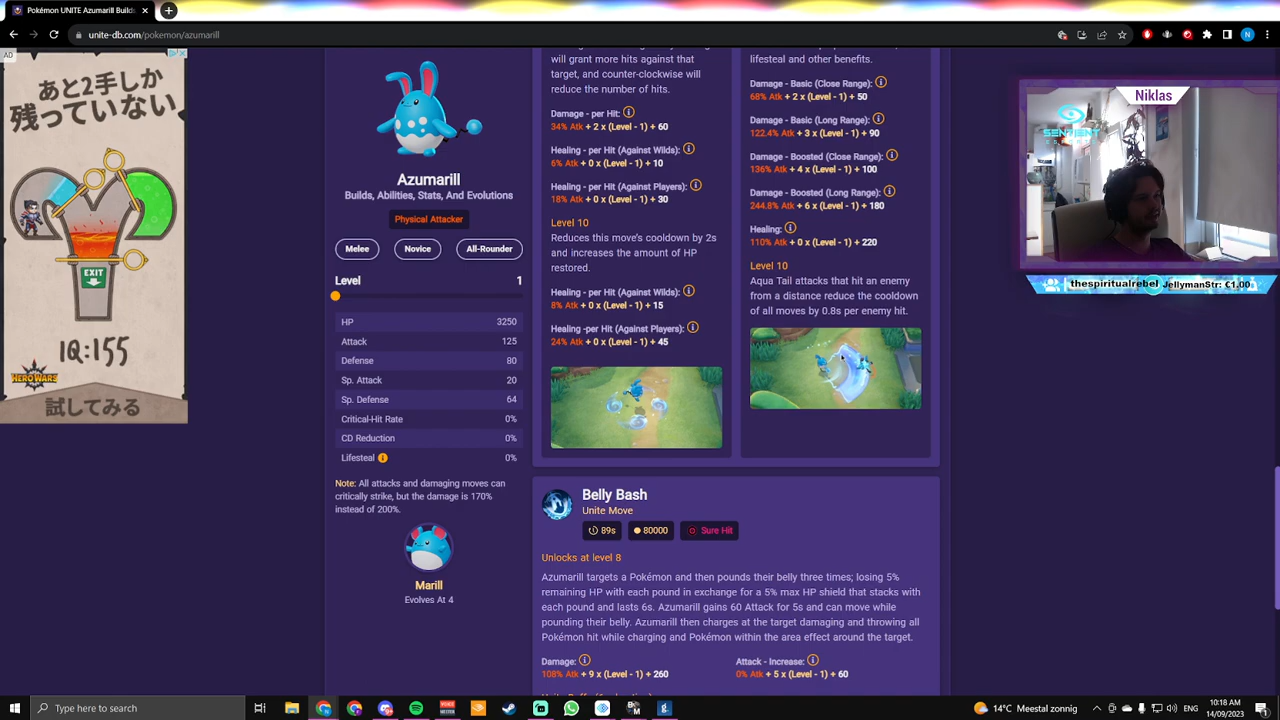 Pokémon UNITE Azumarill Builds
unite-db.com/pokemon/azumarill
AD
あと2手しか
残っていない
EXIT
IQ:155
HERO WARS
試してみる
Azumarill
Builds, Abilities, Stats, And Evolutions
Physical Attacker
Melee
Novice
All-Rounder
Level 1
HP 3250
Attack 125
Defense 80
Sp. Attack 20
Sp. Defense 64
Critical-Hit Rate 0%
CD Reduction 0%
Lifesteal 0%
Note: All attacks and damaging moves can
critically strike, but the damage is 170%
instead of 200%.
Marill
Evolves At 4
will grant more hits against that
target, and counter-clockwise will
reduce the number of hits.
Damage - per Hit:
34% Atk + 2 x (Level - 1) + 60
Healing - per Hit (Against Wilds):
6% Atk + 0 x (Level - 1) + 10
Healing - per Hit (Against Players):
18% Atk + 0 x (Level - 1) + 30
Level 10
Reduces this move's cooldown by 2s
and increases the amount of HP
restored.
Healing - per Hit (Against Wilds):
8% Atk + 0 x (Level - 1) + 15
Healing -per Hit (Against Players):
24% Atk + 0 x (Level - 1) + 45
lifesteal and other benefits.
Damage - Basic (Close Range):
68% Atk + 2 x (Level - 1) + 50
Damage - Basic (Long Range):
122.4% Atk + 3 x (Level - 1) + 90
Damage - Boosted (Close Range):
136% Atk + 4 x (Level - 1) + 100
Damage - Boosted (Long Range):
244.8% Atk + 6 x (Level - 1) + 180
Healing:
110% Atk + 0 x (Level - 1) + 220
Level 10
Aqua Tail attacks that hit an enemy
from a distance reduce the cooldown
of all moves by 0.8s per enemy hit.
Belly Bash
Unite Move
89s
80000
Sure Hit
Unlocks at level 8
Azumarill targets a Pokémon and then pounds their belly three times; losing 5%
remaining HP with each pound in exchange for a 5% max HP shield that stacks with
each pound and lasts 6s. Azumarill gains 60 Attack for 5s and can move while
pounding their belly. Azumarill then charges at the target damaging and throwing all
Pokémon hit while charging and Pokémon within the area effect around the target.
Damage:
108% Atk + 9 x (Level - 1) + 260
Attack - Increase:
0% Atk + 5 x (Level - 1) + 60
Niklas
SENTIENT
thespiritualrebel
JellymanStr: €1.00
Type here to search
14°C Meestal zonnig
10:18 AM
14/09/2023